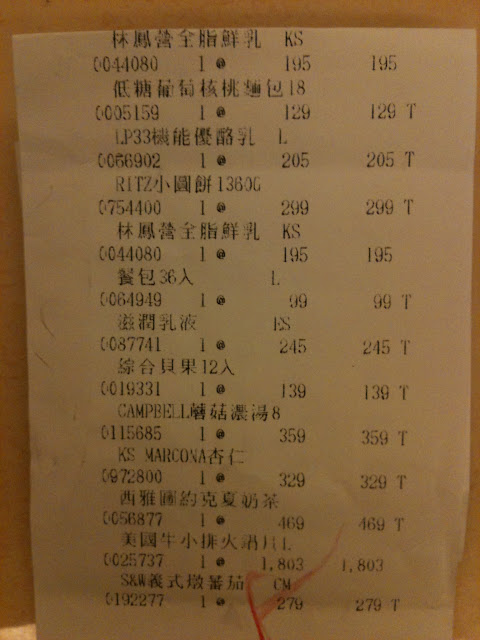 林鳳營全脂鮮乳 KS
0044080 1 @ 195 195
低糖葡萄核桃麵包18
0005159 1 @ 129 129 T
LP33機能優酪乳 L
0066902 1 @ 205 205 T
RITZ小圓餅1360G
0754400 1 @ 299 299 T
林鳳營全脂鮮乳 KS
0044080 1 @ 195 195
餐包36入 L
0064949 1 @ 99 99 T
滋潤乳液 ES
0087741 1 @ 245 245 T
綜合貝果12入
0019331 1 @ 139 139 T
CAMPBELL蘑菇濃湯8
0115685 1 @ 359 359 T
KS MARCONA杏仁
0972800 1 @ 329 329 T
西雅圖約克夏奶茶
0056877 1 @ 469 469 T
美國牛小排火鍋片L
0025737 1 @ 1,803 1,803
S&W義式燉蕃茄 CM
0192277 1 @ 279 279 T